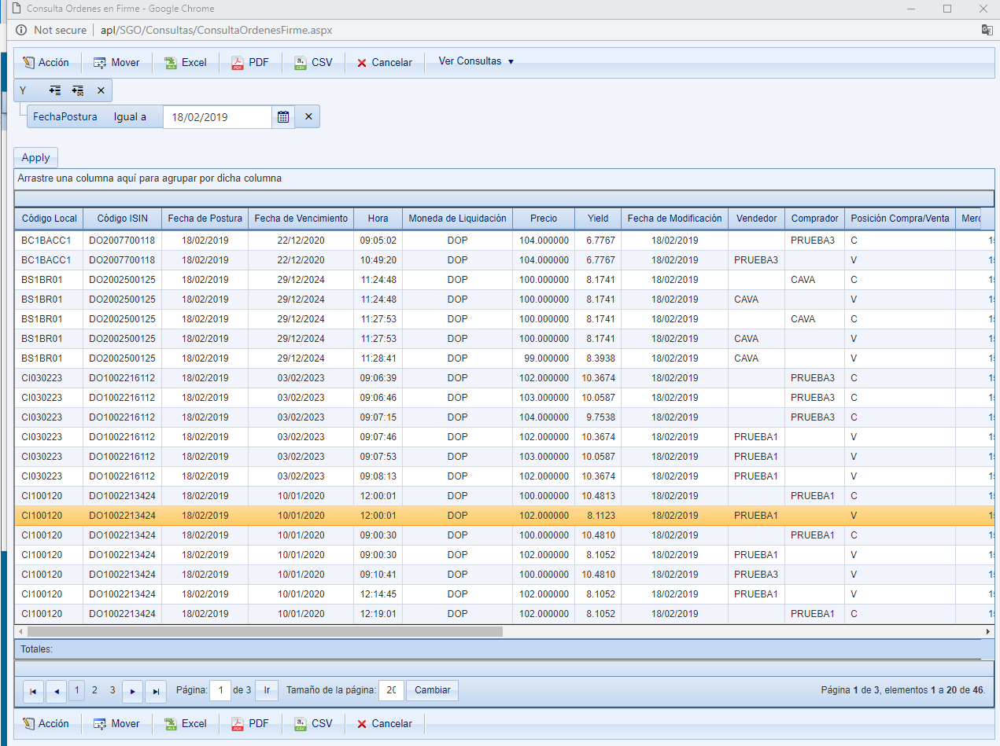 Consulta Ordenes en Firme - Google Chrome
Not secure apl/SGO/Consultas/ConsultaOrdenesFirme.aspx
Acción Mover Excel PDF CSV Cancelar Ver Consultas
Y
FechaPostura Igual a 18/02/2019
Apply
Arrastre una columna aquí para agrupar por dicha columna
Código Local Código ISIN Fecha de Postura Fecha de Vencimiento Hora Moneda de Liquidación Precio Yield Fecha de Modificación Vendedor Comprador Posición Compra/Venta
BC1BACC1 DO2007700118 18/02/2019 22/12/2020 09:05:02 DOP 104.000000 6.7767 18/02/2019 PRUEBA3 C
BC1BACC1 DO2007700118 18/02/2019 22/12/2020 10:49:20 DOP 104.000000 6.7767 18/02/2019 PRUEBA3 V
BS1BR01 DO2002500125 18/02/2019 29/12/2024 11:24:48 DOP 100.000000 8.1741 18/02/2019 CAVA C
BS1BR01 DO2002500125 18/02/2019 29/12/2024 11:24:48 DOP 100.000000 8.1741 18/02/2019 CAVA V
BS1BR01 DO2002500125 18/02/2019 29/12/2024 11:27:53 DOP 100.000000 8.1741 18/02/2019 CAVA C
BS1BR01 DO2002500125 18/02/2019 29/12/2024 11:27:53 DOP 100.000000 8.1741 18/02/2019 CAVA V
BS1BR01 DO2002500125 18/02/2019 29/12/2024 11:28:41 DOP 99.000000 8.3938 18/02/2019 CAVA V
CI030223 DO1002216112 18/02/2019 03/02/2023 09:06:39 DOP 102.000000 10.3674 18/02/2019 PRUEBA3 C
CI030223 DO1002216112 18/02/2019 03/02/2023 09:06:46 DOP 103.000000 10.0587 18/02/2019 PRUEBA3 C
CI030223 DO1002216112 18/02/2019 03/02/2023 09:07:15 DOP 104.000000 9.7538 18/02/2019 PRUEBA3 C
CI030223 DO1002216112 18/02/2019 03/02/2023 09:07:46 DOP 102.000000 10.3674 18/02/2019 PRUEBA1 V
CI030223 DO1002216112 18/02/2019 03/02/2023 09:07:53 DOP 103.000000 10.0587 18/02/2019 PRUEBA1 V
CI030223 DO1002216112 18/02/2019 03/02/2023 09:08:13 DOP 102.000000 10.3674 18/02/2019 PRUEBA1 V
CI100120 DO1002213424 18/02/2019 10/01/2020 12:00:01 DOP 100.000000 10.4813 18/02/2019 PRUEBA1 C
CI100120 DO1002213424 18/02/2019 10/01/2020 12:00:01 DOP 102.000000 8.1123 18/02/2019 PRUEBA1 V
CI100120 DO1002213424 18/02/2019 10/01/2020 09:00:30 DOP 100.000000 10.4810 18/02/2019 PRUEBA1 C
CI100120 DO1002213424 18/02/2019 10/01/2020 09:00:30 DOP 102.000000 8.1052 18/02/2019 PRUEBA1 V
CI100120 DO1002213424 18/02/2019 10/01/2020 09:10:41 DOP 100.000000 10.4810 18/02/2019 PRUEBA3 V
CI100120 DO1002213424 18/02/2019 10/01/2020 12:14:45 DOP 102.000000 8.1052 18/02/2019 PRUEBA1 V
CI100120 DO1002213424 18/02/2019 10/01/2020 12:19:01 DOP 102.000000 8.1052 18/02/2019 PRUEBA1 C
Totales:
1 2 3 Página: 1 de 3 Ir Tamaño de la página: 20 Cambiar Página 1 de 3, elementos 1 a 20 de 46.
Acción Mover Excel PDF CSV Cancelar